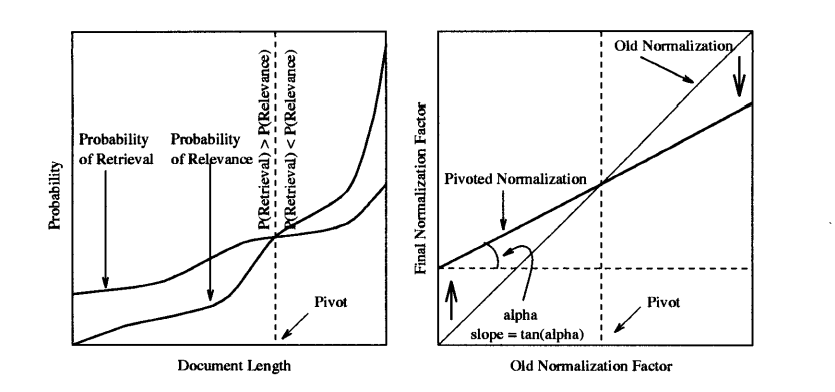 Probability
of Retrieval
Probability
of Relevance
P(Retrieval) > P(Relevance)
P(Retrieval) < P(Relevance)
Probability
Pivot
Document Length
Old Normalization
Pivoted Normalization
Final Normalization Factor
alpha
slope = tan(alpha)
Pivot
Old Normalization Factor